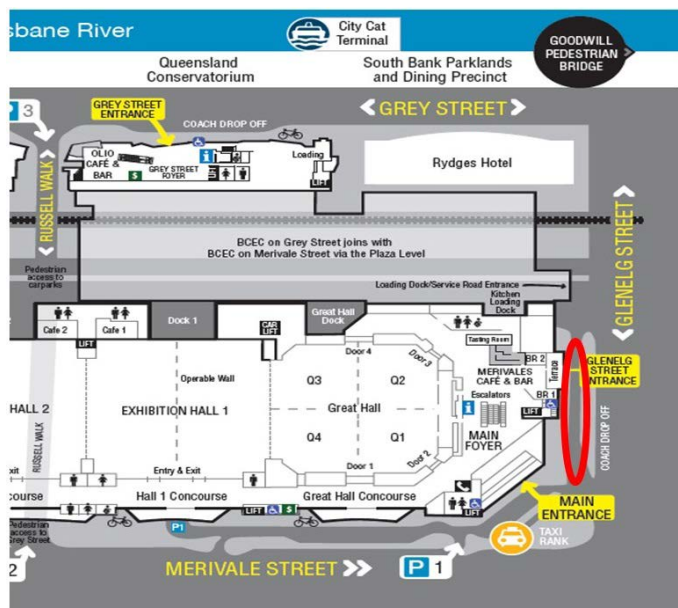 sbane River
City Cat
Terminal
GOODWILL
PEDESTRIAN
BRIDGE
Queensland
Conservatorium
South Bank Parklands
and Dining Precinct
P 3
GREY STREET
ENTRANCE
COACH DROP OFF
< GREY STREET >
OLIO
CAFÉ &
BAR
$
GREY STREET
FOYER
i
LIFT
Loading
LIFT
Rydges Hotel
< RUSSELL WALK >
< GLENELG STREET >
BCEC on Grey Street joins with
BCEC on Merivale Street via the Plaza Level
Pedestrian
access to
carparks
Loading Dock/Service Road Entrance
Kitchen
Loading
Dock
Cafe 2
Cafe 1
LIFT
Dock 1
CAR
LIFT
Great Hall
Dock
Tasting Room
BR 2
Terrace
GLENELG
STREET
ENTRANCE
MERIVALES
CAFÉ & BAR
BR 1
LIFT
Escalators
i
MAIN
FOYER
COACH DROP OFF
Door 4
Door 3
Operable Wall
Q3
Q2
HALL 2
RUSSELL WALK
EXHIBITION HALL 1
Great Hall
Q4
Q1
Door 2
Door 1
xit
Entry & Exit
course
Hall 1 Concourse
Great Hall Concourse
LIFT
$
LIFT
MAIN
ENTRANCE
Pedestrian
access to
Grey Street
P1
TAXI
RANK
2
MERIVALE STREET >>
P 1